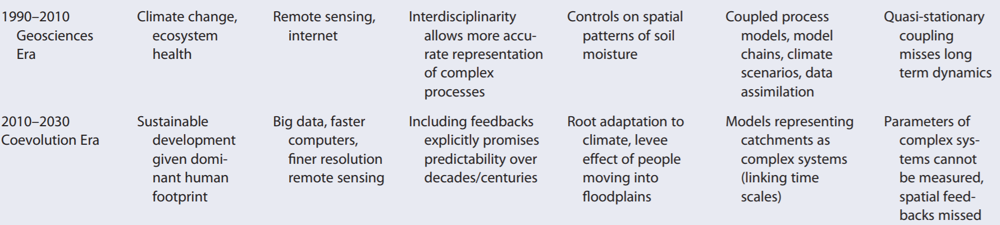 1990–2010
Geosciences
Era
Climate change,
ecosystem
health
Remote sensing,
internet
Interdisciplinarity
allows more accu-
rate representation
of complex
processes
Controls on spatial
patterns of soil
moisture
Coupled process
models, model
chains, climate
scenarios, data
assimilation
Quasi-stationary
coupling
misses long
term dynamics
2010–2030
Coevolution Era
Sustainable
development
given domi-
nant human
footprint
Big data, faster
computers,
finer resolution
remote sensing
Including feedbacks
explicitly promises
predictability over
decades/centuries
Root adaptation to
climate, levee
effect of people
moving into
floodplains
Models representing
catchments as
complex systems
(linking time
scales)
Parameters of
complex sys-
tems cannot
be measured,
spatial feed-
backs missed